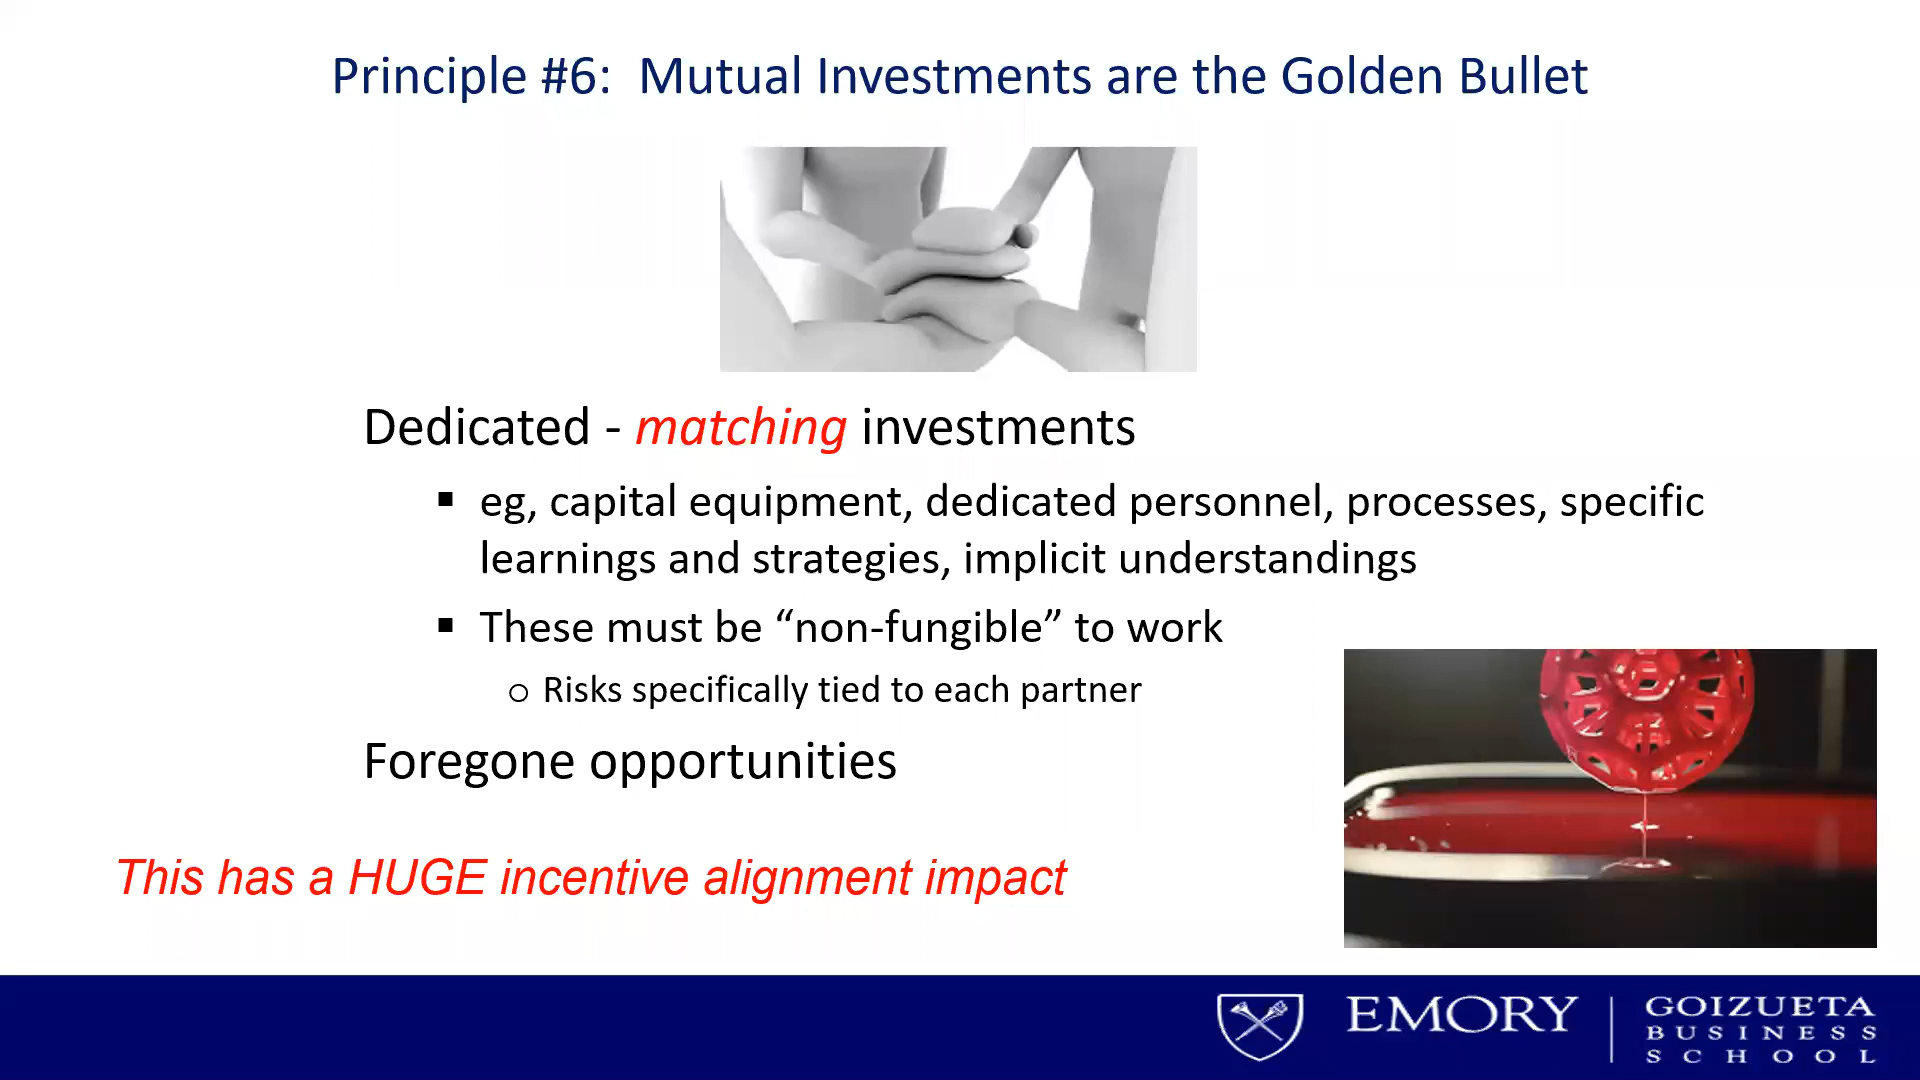 Principle #6:  Mutual Investments are the Golden Bullet
Dedicated - matching investments
▪ eg, capital equipment, dedicated personnel, processes, specific
learnings and strategies, implicit understandings
▪ These must be “non-fungible” to work
o Risks specifically tied to each partner
Foregone opportunities
This has a HUGE incentive alignment impact
EMORY
GOIZUETA
BUSINESS
SCHOOL